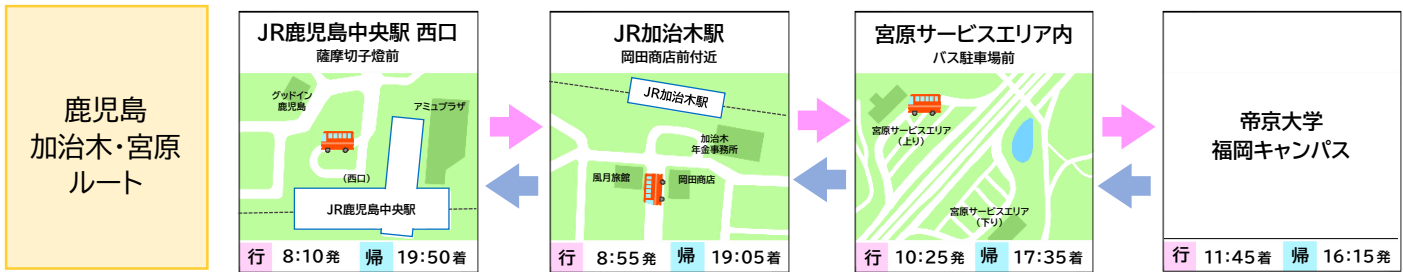 鹿児島
加治木・宮原
ルート
JR鹿児島中央駅 西口
薩摩切子燈前
グッドイン
鹿児島
アミュプラザ
(西口)
JR鹿児島中央駅
行 8:10発 帰 19:50着
JR加治木駅
岡田商店前付近
JR加治木駅
加治木
年金事務所
風月旅館
岡田商店
行 8:55発 帰 19:05着
宮原サービスエリア内
バス駐車場前
宮原サービスエリア
(上り)
宮原サービスエリア
(下り)
行 10:25発 帰 17:35着
帝京大学
福岡キャンパス
行 11:45着 帰 16:15発